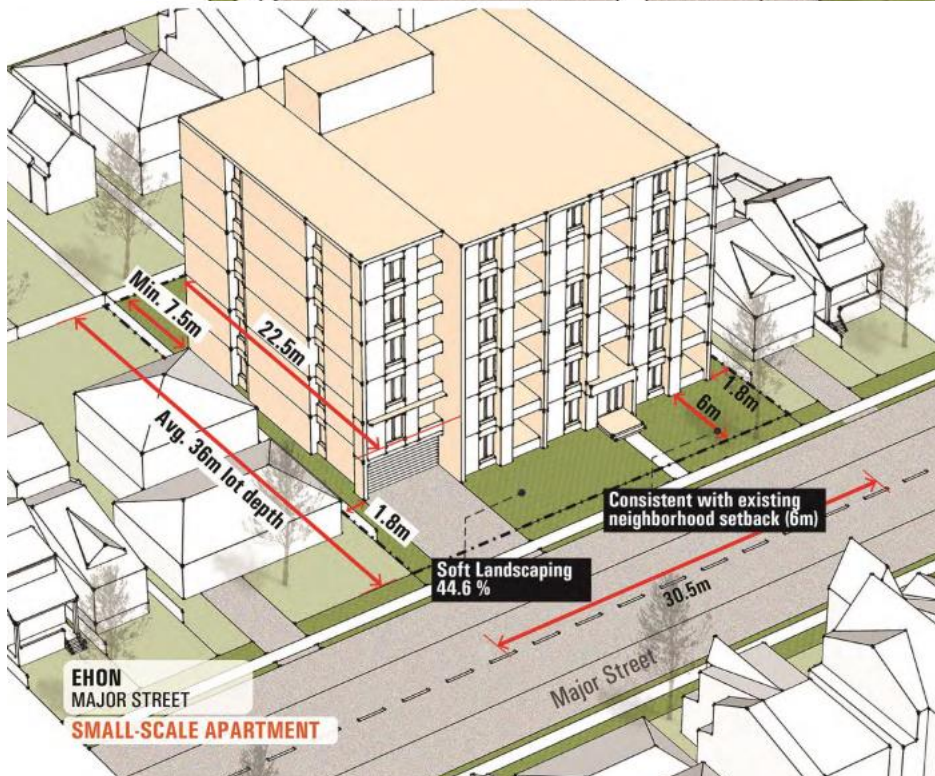 Min. 7.5m
22.5m
Avg. 36m lot depth
1.8m
6m
1.8m
Consistent with existing
neighborhood setback (6m)
Soft Landscaping
44.6 %
30.5m
Major Street
EHON
MAJOR STREET
SMALL-SCALE APARTMENT